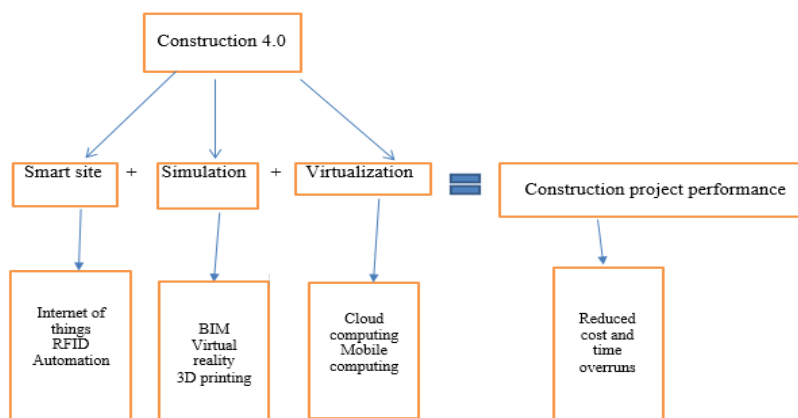 Construction 4.0
Smart site + Simulation + Virtualization = Construction project performance
Internet of
things
RFID
Automation
BIM
Virtual
reality
3D printing
Cloud
computing
Mobile
computing
Reduced
cost and
time
overruns